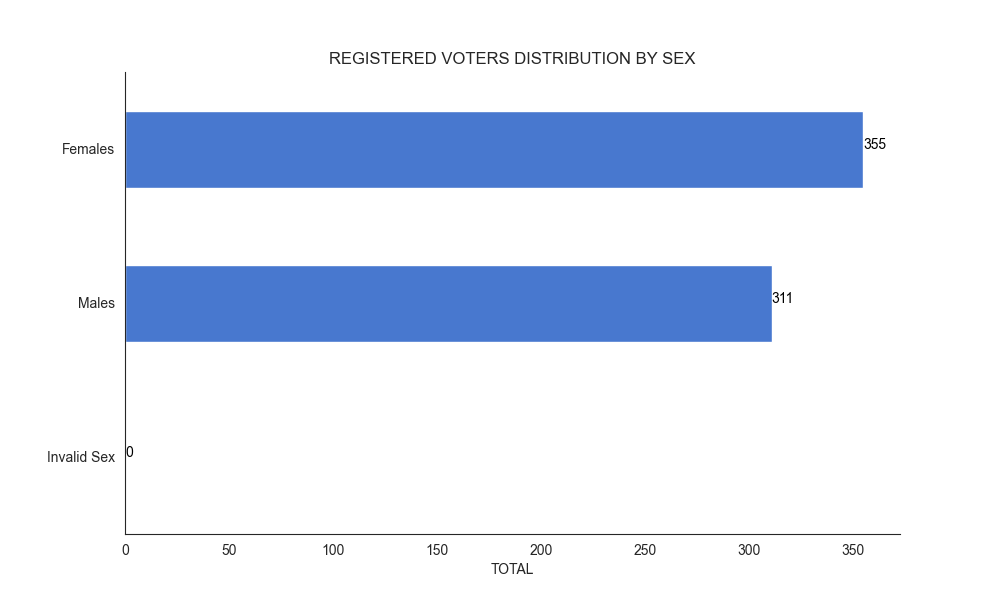 REGISTERED VOTERS DISTRIBUTION BY SEX
Females
355
Males
311
Invalid Sex
0
0 50 100 150 200 250 300 350
TOTAL